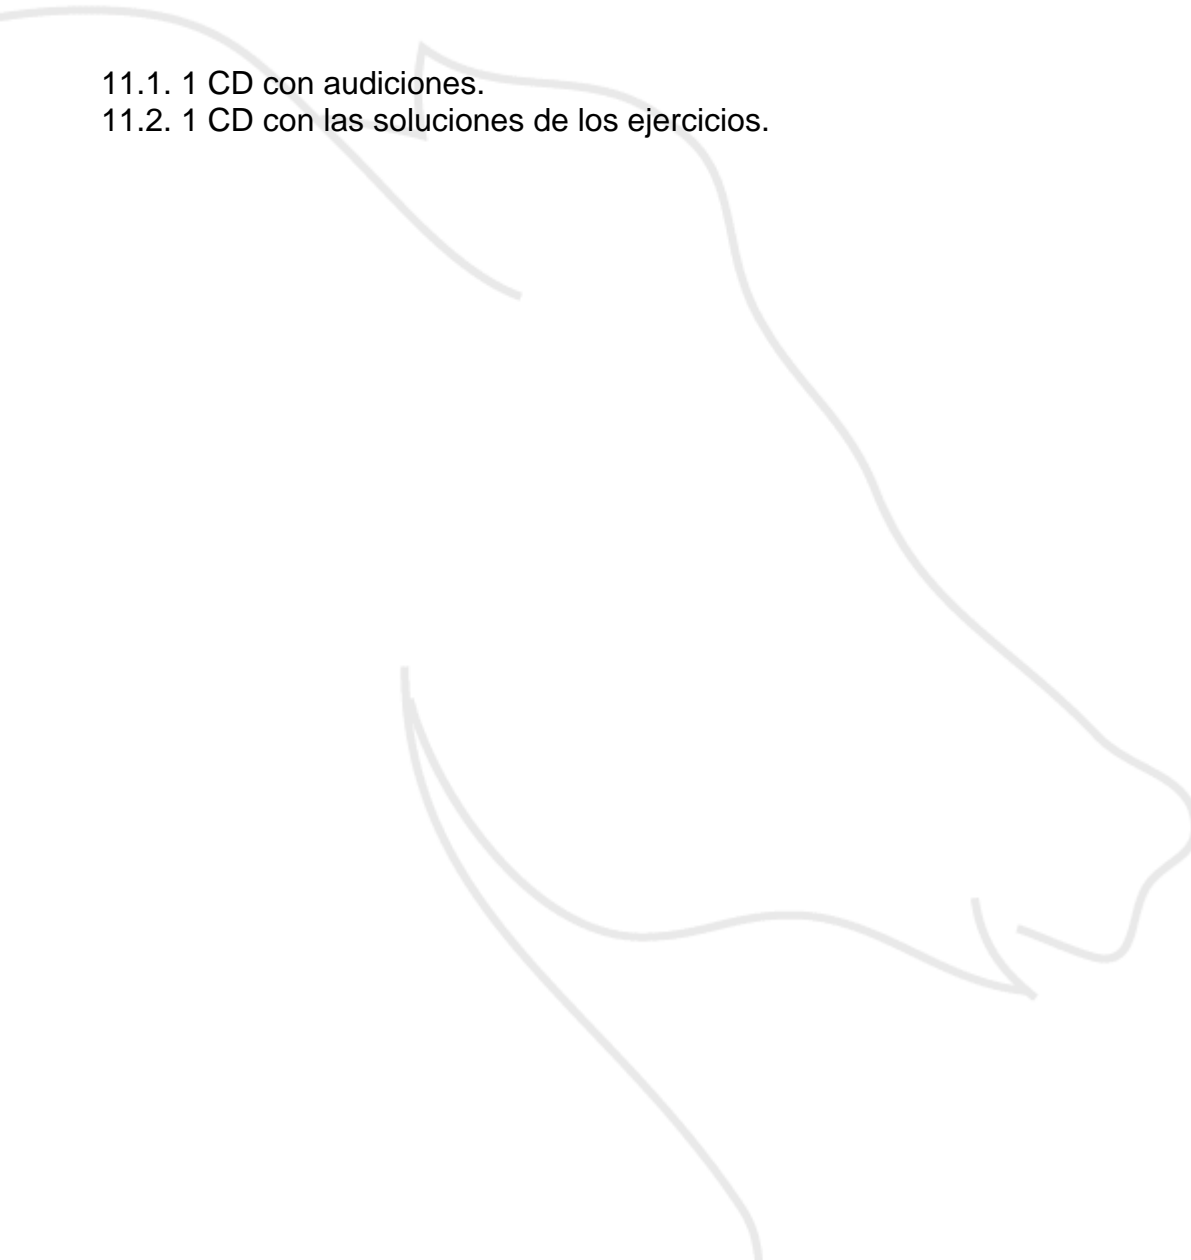 11.1. 1 CD con audiciones.
11.2. 1 CD con las soluciones de los ejercicios.